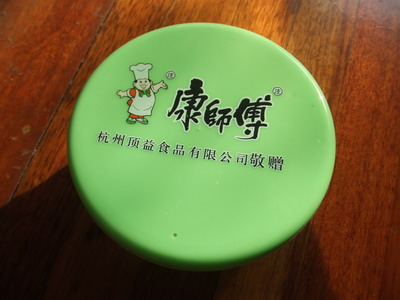 康師傅
杭州顶益食品有限公司敬赠